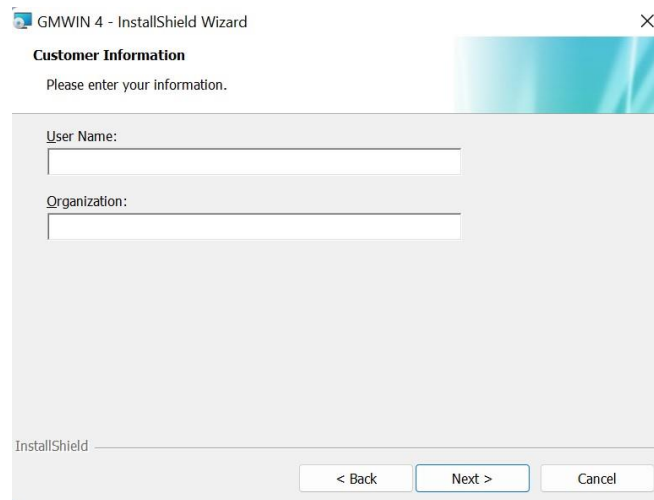 GMWIN 4 - InstallShield Wizard
Customer Information
Please enter your information.
User Name:
Organization:
InstallShield
< Back
Next >
Cancel